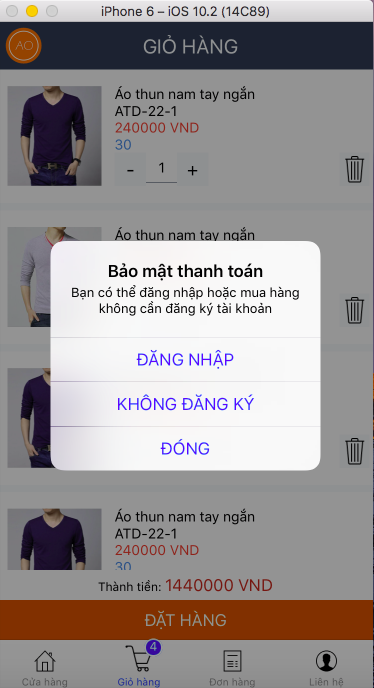 iPhone 6 – iOS 10.2 (14C89)
AO
GIỎ HÀNG
Áo thun nam tay ngắn
ATD-22-1
240000 VND
30
- 1 +
Áo thun nam tay ngắn
Bảo mật thanh toán
Bạn có thể đăng nhập hoặc mua hàng
không cần đăng ký tài khoản
ĐĂNG NHẬP
KHÔNG ĐĂNG KÝ
ĐÓNG
Áo thun nam tay ngắn
ATD-22-1
240000 VND
30
Thành tiền: 1440000 VND
ĐẶT HÀNG
4
Cửa hàng
Giỏ hàng
Đơn hàng
Liên hệ